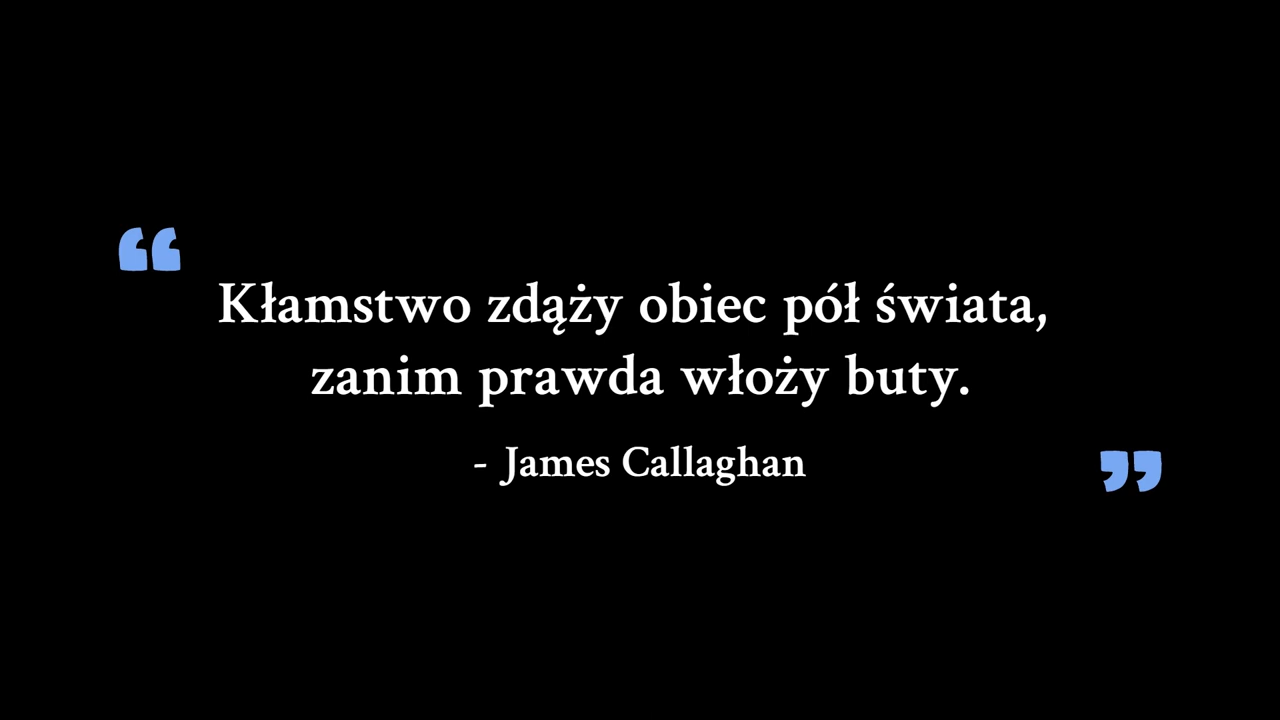 “
Kłamstwo zdąży obiec pół świata,
zanim prawda włoży buty.
- James Callaghan
”